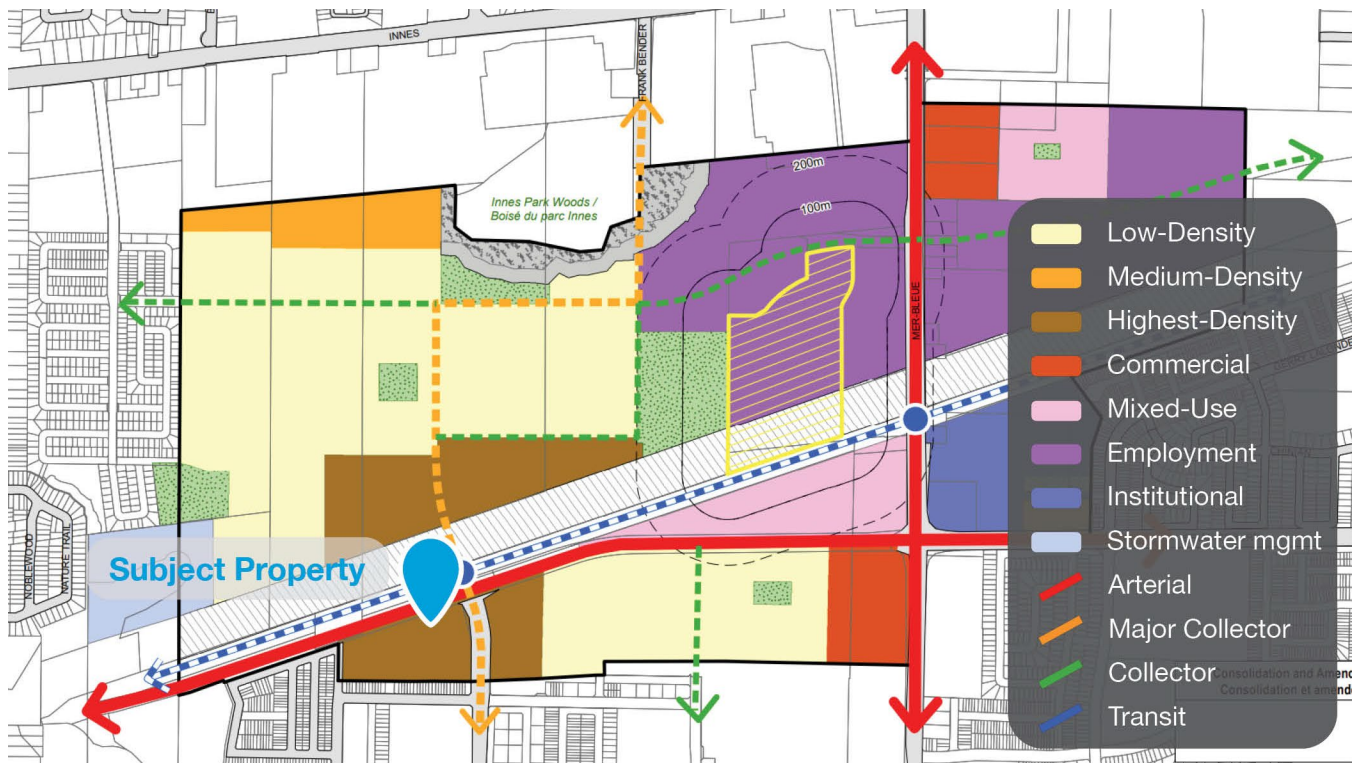 INNES
FRANK BENDER
Innes Park Woods /
Boisé du parc Innes
200m
100m
MER-BLEUE
NOBLEWOOD
NATURE TRAIL
Subject Property
Low-Density
Medium-Density
Highest-Density
Commercial
Mixed-Use
Employment
Institutional
Stormwater mgmt
Arterial
Major Collector
Collector
Transit
Consolidation and Amend
Consolidation et amende